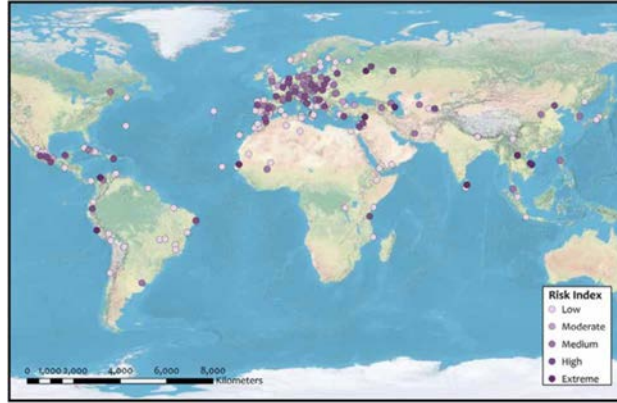 Risk Index
Low
Moderate
Medium
High
Extreme
0 1,000 2,000 4,000 6,000 8,000
Kilometers